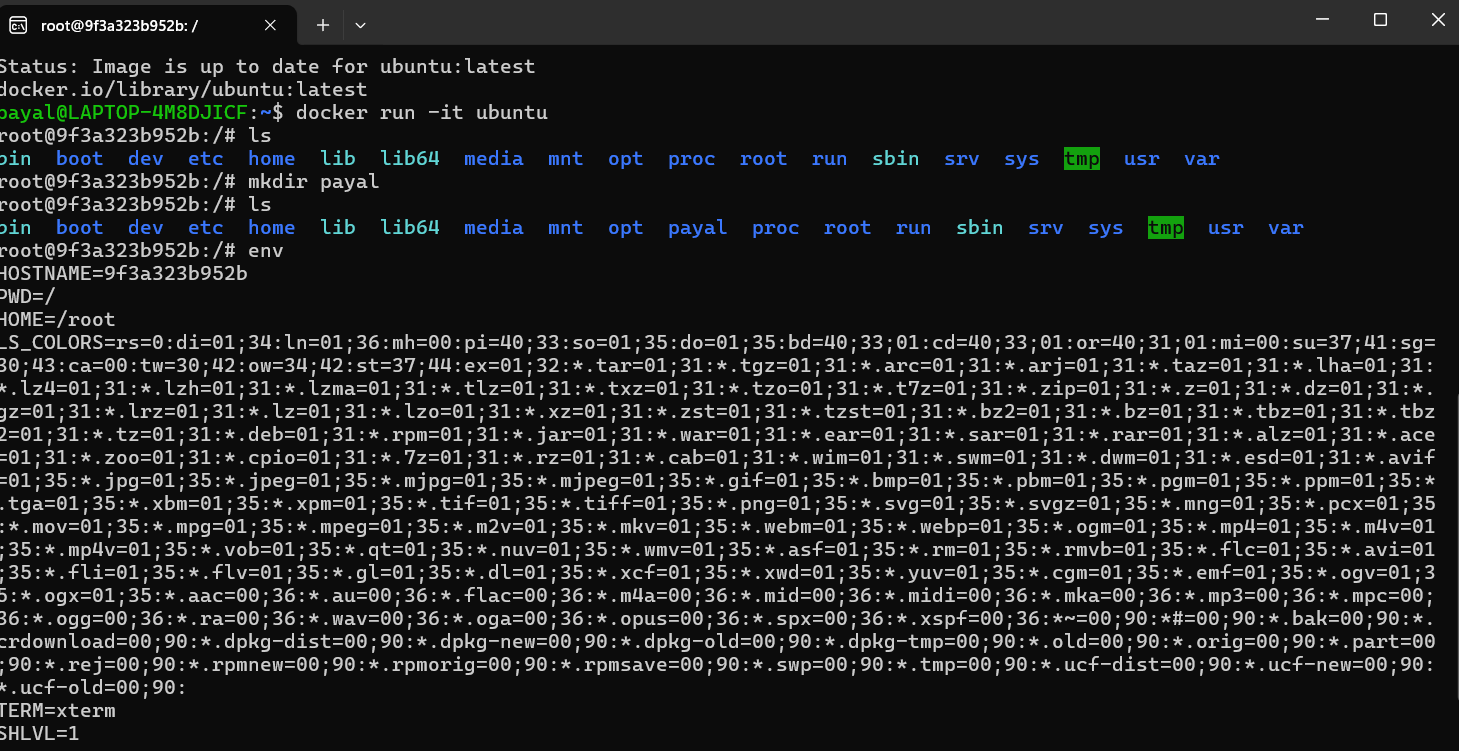 root@9f3a323b952b: /
Status: Image is up to date for ubuntu:latest
docker.io/library/ubuntu:latest
payal@LAPTOP-4M8DJICF:~$ docker run -it ubuntu
root@9f3a323b952b:/# ls
bin boot dev etc home lib lib64 media mnt opt proc root run sbin srv sys tmp usr var
root@9f3a323b952b:/# mkdir payal
root@9f3a323b952b:/# ls
bin boot dev etc home lib lib64 media mnt opt payal proc root run sbin srv sys tmp usr var
root@9f3a323b952b:/# env
HOSTNAME=9f3a323b952b
PWD=/
HOME=/root
LS_COLORS=rs=0:di=01;34:ln=01;36:mh=00:pi=40;33:so=01;35:do=01;35:bd=40;33;01:cd=40;33;01:or=40;31;01:mi=00:su=37;41:sg=
30;43:ca=00:tw=30;42:ow=34;42:st=37;44:ex=01;32:*.tar=01;31:*.tgz=01;31:*.arc=01;31:*.arj=01;31:*.taz=01;31:*.lha=01;31:
*.lz4=01;31:*.lzh=01;31:*.lzma=01;31:*.tlz=01;31:*.txz=01;31:*.tzo=01;31:*.t7z=01;31:*.zip=01;31:*.z=01;31:*.dz=01;31:*.
gz=01;31:*.lrz=01;31:*.lz=01;31:*.lzo=01;31:*.xz=01;31:*.zst=01;31:*.tzst=01;31:*.bz2=01;31:*.bz=01;31:*.tbz=01;31:*.tbz
2=01;31:*.tz=01;31:*.deb=01;31:*.rpm=01;31:*.jar=01;31:*.war=01;31:*.ear=01;31:*.sar=01;31:*.rar=01;31:*.alz=01;31:*.ace
=01;31:*.zoo=01;31:*.cpio=01;31:*.7z=01;31:*.rz=01;31:*.cab=01;31:*.wim=01;31:*.swm=01;31:*.dwm=01;31:*.esd=01;31:*.avif
=01;35:*.jpg=01;35:*.jpeg=01;35:*.mjpg=01;35:*.mjpeg=01;35:*.gif=01;35:*.bmp=01;35:*.pbm=01;35:*.pgm=01;35:*.ppm=01;35:*
.tga=01;35:*.xbm=01;35:*.xpm=01;35:*.tif=01;35:*.tiff=01;35:*.png=01;35:*.svg=01;35:*.svgz=01;35:*.mng=01;35:*.pcx=01;35
:*.mov=01;35:*.mpg=01;35:*.mpeg=01;35:*.m2v=01;35:*.mkv=01;35:*.webm=01;35:*.webp=01;35:*.ogm=01;35:*.mp4=01;35:*.m4v=01
;35:*.mp4v=01;35:*.vob=01;35:*.qt=01;35:*.nuv=01;35:*.wmv=01;35:*.asf=01;35:*.rm=01;35:*.rmvb=01;35:*.flc=01;35:*.avi=01
;35:*.fli=01;35:*.flv=01;35:*.gl=01;35:*.dl=01;35:*.xcf=01;35:*.xwd=01;35:*.yuv=01;35:*.cgm=01;35:*.emf=01;35:*.ogv=01;3
5:*.ogx=01;35:*.aac=00;36:*.au=00;36:*.flac=00;36:*.m4a=00;36:*.mid=00;36:*.midi=00;36:*.mka=00;36:*.mp3=00;36:*.mpc=00;
36:*.ogg=00;36:*.ra=00;36:*.wav=00;36:*.oga=00;36:*.opus=00;36:*.spx=00;36:*.xspf=00;36:*~=00;90:*#=00;90:*.bak=00;90:*.
crdownload=00;90:*.dpkg-dist=00;90:*.dpkg-new=00;90:*.dpkg-old=00;90:*.dpkg-tmp=00;90:*.old=00;90:*.orig=00;90:*.part=00
;90:*.rej=00;90:*.rpmnew=00;90:*.rpmorig=00;90:*.rpmsave=00;90:*.swp=00;90:*.tmp=00;90:*.ucf-dist=00;90:*.ucf-new=00;90:
*.ucf-old=00;90:
TERM=xterm
SHLVL=1